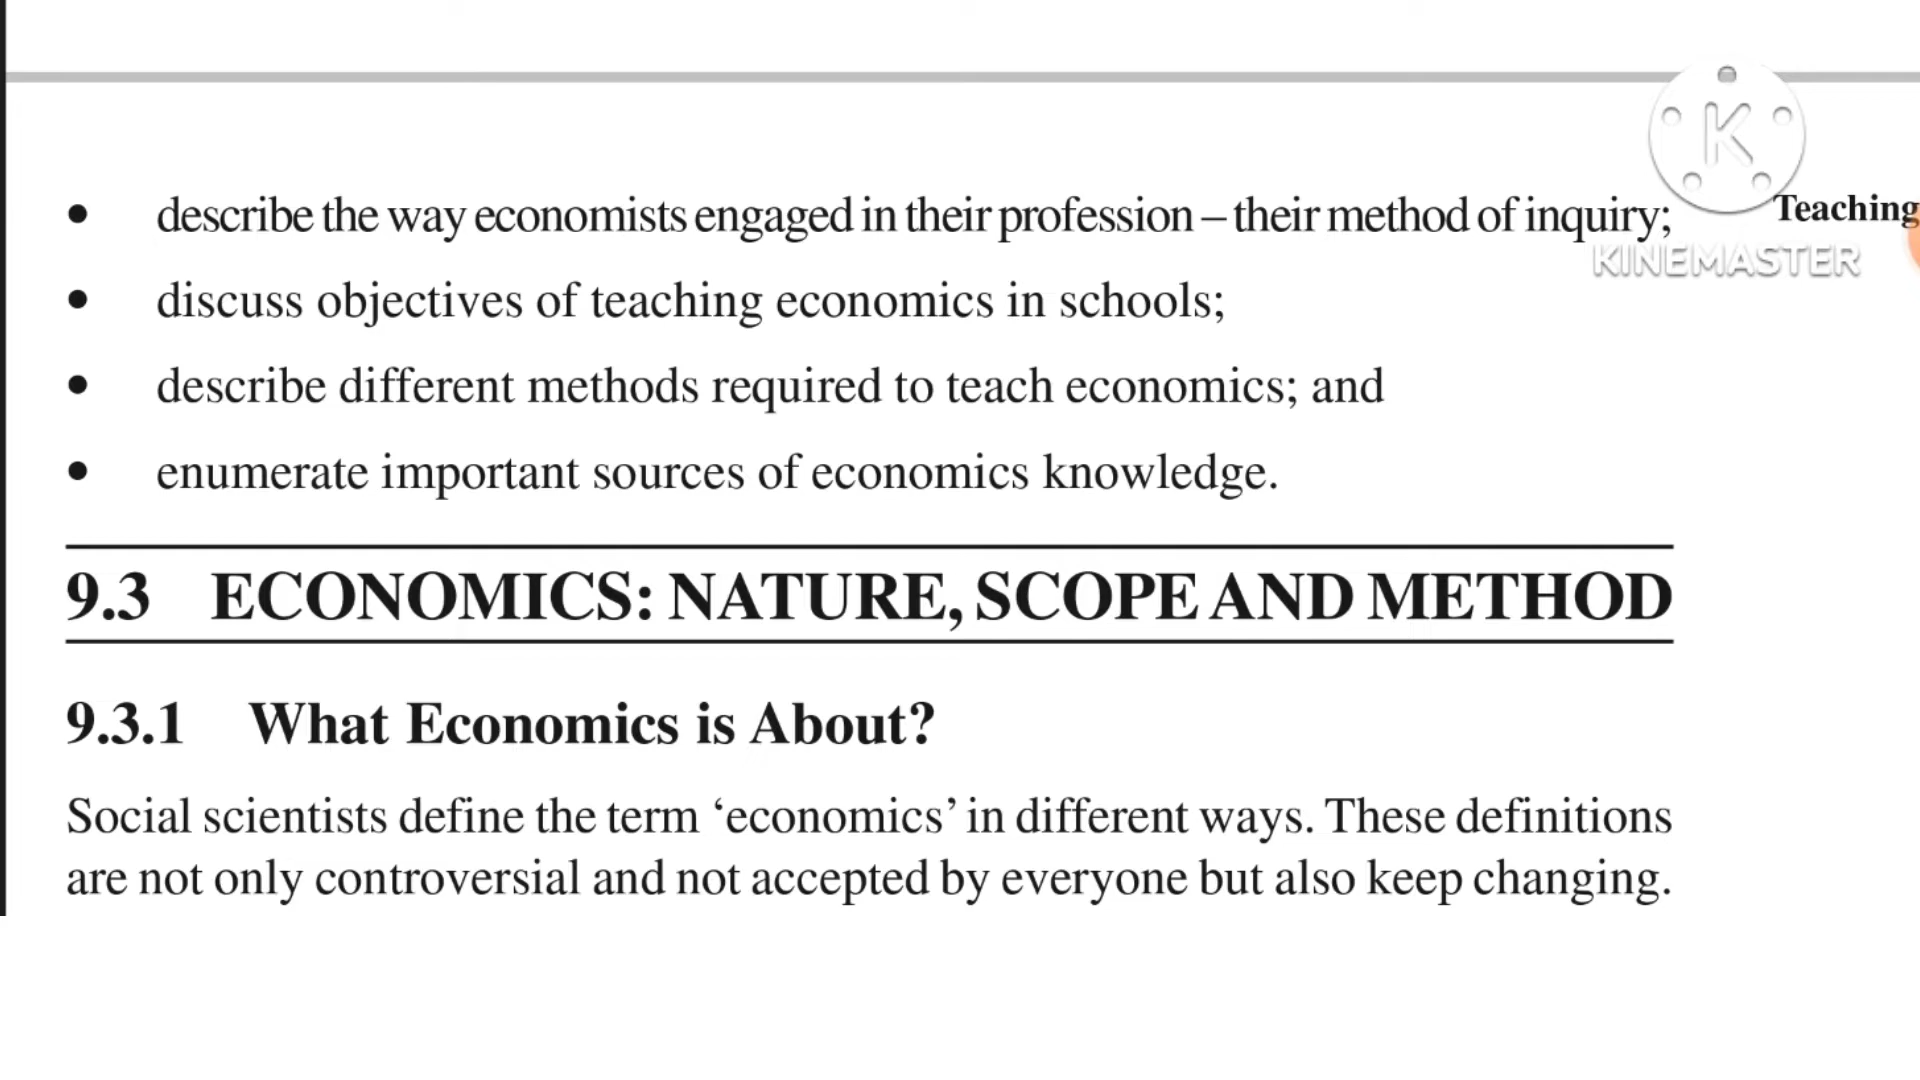 • describe the way economists engaged in their profession – their method of inquiry;
Teaching
K
KINEMASTER
• discuss objectives of teaching economics in schools;
• describe different methods required to teach economics; and
• enumerate important sources of economics knowledge.
9.3 ECONOMICS: NATURE, SCOPE AND METHOD
9.3.1 What Economics is About?
Social scientists define the term ‘economics’ in different ways. These definitions
are not only controversial and not accepted by everyone but also keep changing.